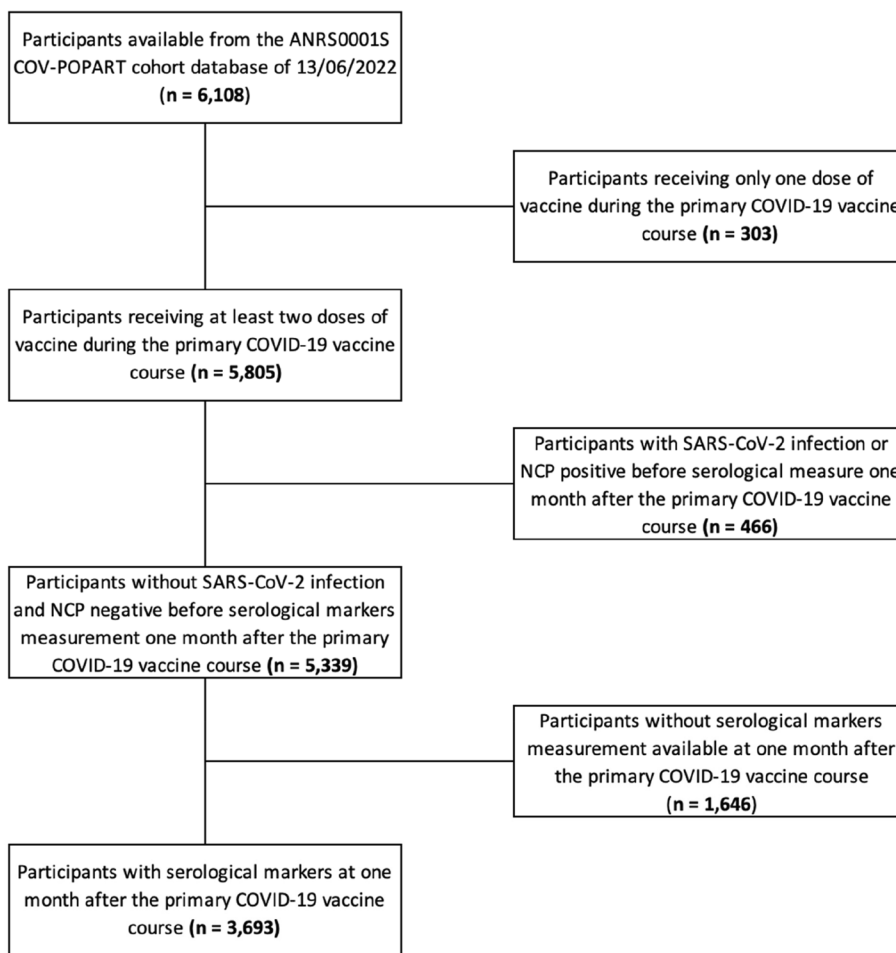 Participants available from the ANRS0001S
COV-POPART cohort database of 13/06/2022
(n = 6,108)
Participants receiving only one dose of
vaccine during the primary COVID-19 vaccine
course (n = 303)
Participants receiving at least two doses of
vaccine during the primary COVID-19 vaccine
course (n = 5,805)
Participants with SARS-CoV-2 infection or
NCP positive before serological measure one
month after the primary COVID-19 vaccine
course (n = 466)
Participants without SARS-CoV-2 infection
and NCP negative before serological markers
measurement one month after the primary
COVID-19 vaccine course (n = 5,339)
Participants without serological markers
measurement available at one month after
the primary COVID-19 vaccine course
(n = 1,646)
Participants with serological markers at one
month after the primary COVID-19 vaccine
course (n = 3,693)